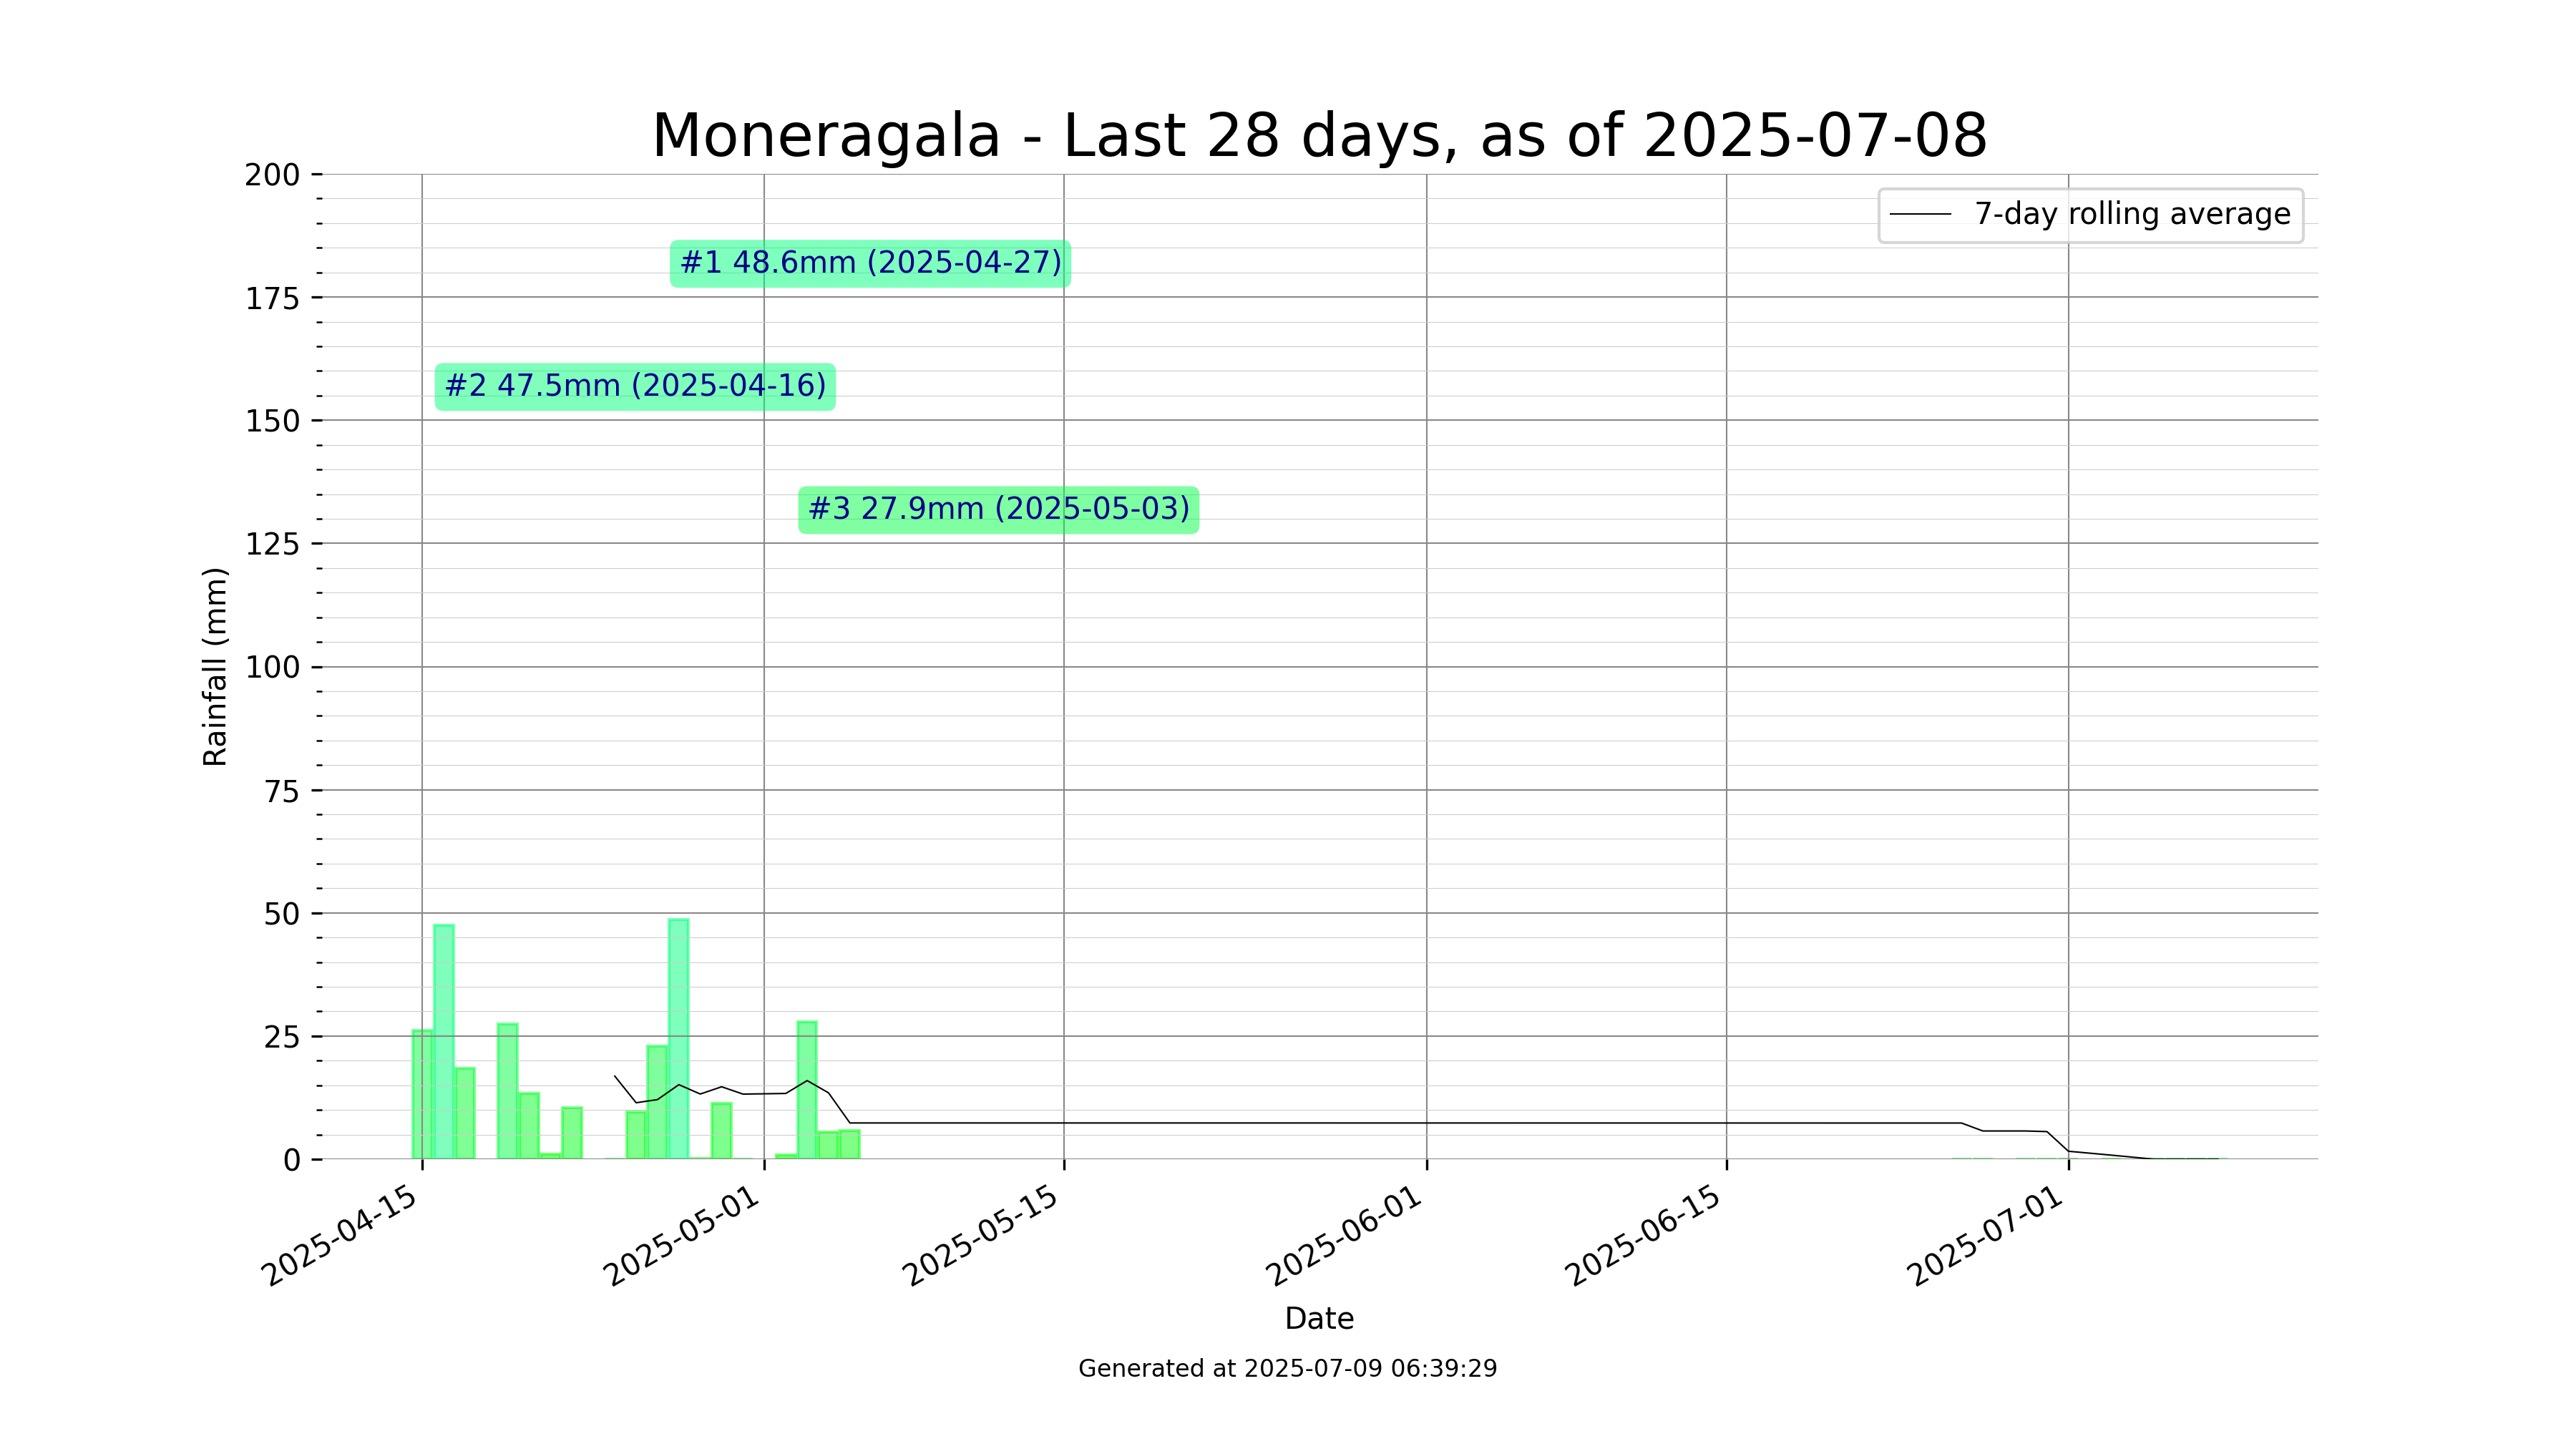 Moneragala - Last 28 days, as of 2025-07-08
7-day rolling average
#1 48.6mm (2025-04-27)
#2 47.5mm (2025-04-16)
#3 27.9mm (2025-05-03)
Rainfall (mm)
200
175
150
125
100
75
50
25
0
2025-04-15
2025-05-01
2025-05-15
2025-06-01
2025-06-15
2025-07-01
Date
Generated at 2025-07-09 06:39:29